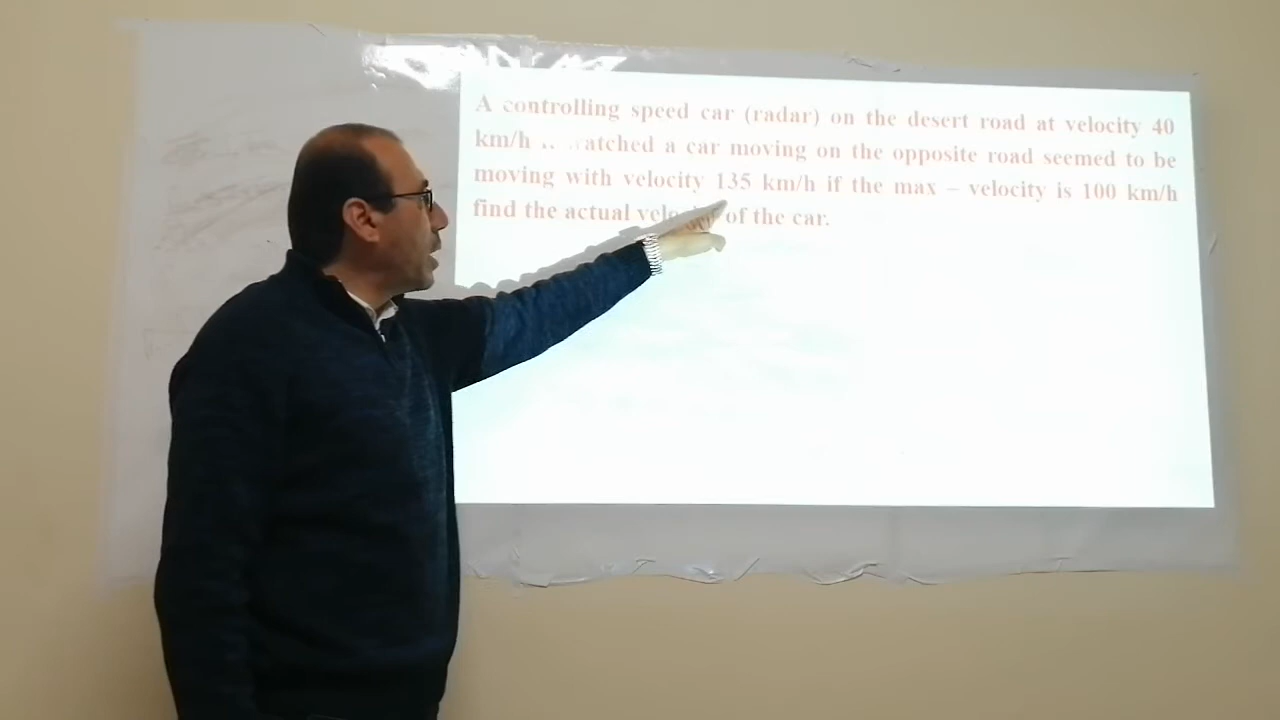 A controlling speed car (radar) on the desert road at velocity 40
km/h watched a car moving on the opposite road seemed to be
moving with velocity 135 km/h if the max – velocity is 100 km/h
find the actual velocity of the car.